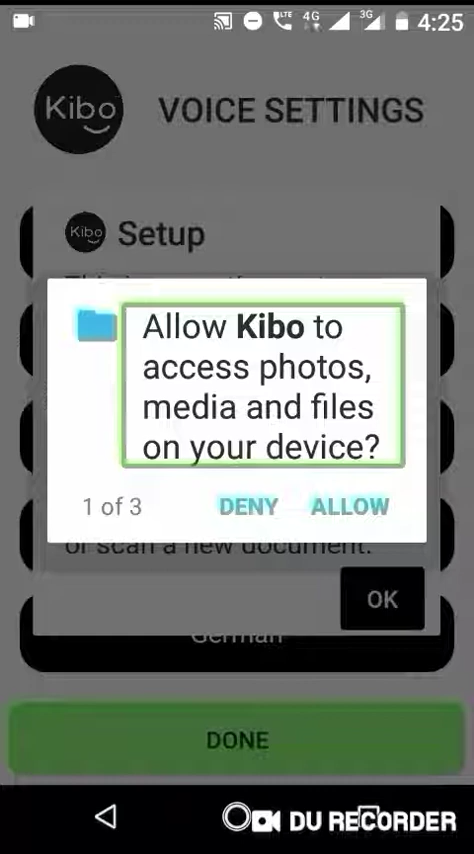 LTE 4G 3G 4:25
Kibo VOICE SETTINGS
Kibo Setup
Allow Kibo to
access photos,
media and files
on your device?
1 of 3 DENY ALLOW
or scan a new document.
OK
German
DONE
DU RECORDER